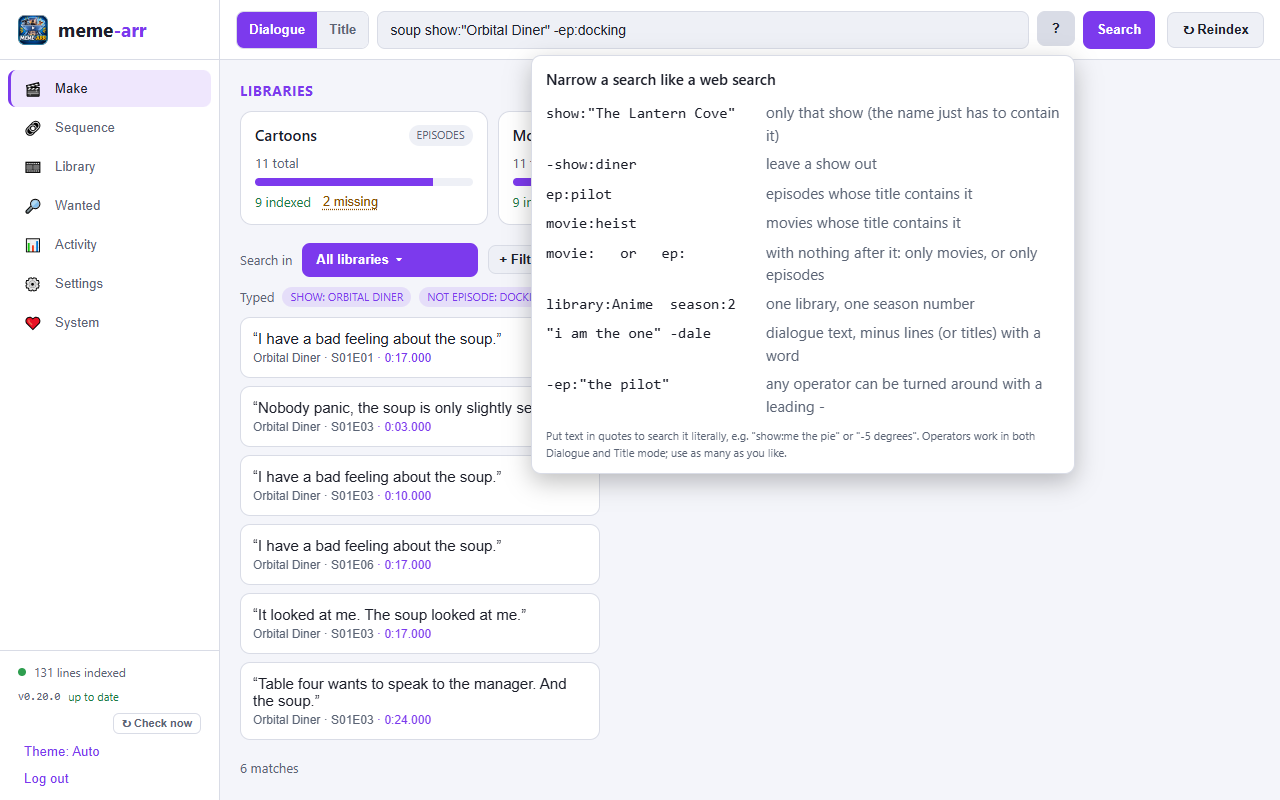 meme-arr
Make
Sequence
Library
Wanted
Activity
Settings
System
131 lines indexed
v0.20.0 up to date
↻ Check now
Theme: Auto
Log out
Dialogue Title soup show:"Orbital Diner" -ep:docking ? Search ↻ Reindex
LIBRARIES
Cartoons EPISODES
11 total
9 indexed 2 missing
Search in All libraries
Typed SHOW: ORBITAL DINER
“I have a bad feeling about the soup.”
Orbital Diner · S01E01 · 0:17.000
“Nobody panic, the soup is only slightly
Orbital Diner · S01E03 · 0:03.000
“I have a bad feeling about the soup.”
Orbital Diner · S01E03 · 0:10.000
“I have a bad feeling about the soup.”
Orbital Diner · S01E06 · 0:17.000
“It looked at me. The soup looked at me.”
Orbital Diner · S01E03 · 0:17.000
“Table four wants to speak to the manager. And
the soup.”
Orbital Diner · S01E03 · 0:24.000
6 matches
Narrow a search like a web search
show:"The Lantern Cove" only that show (the name just has to contain
it)
-show:diner leave a show out
ep:pilot episodes whose title contains it
movie:heist movies whose title contains it
movie: or ep: with nothing after it: only movies, or only
episodes
library:Anime season:2 one library, one season number
"i am the one" -dale dialogue text, minus lines (or titles) with a
word
-ep:"the pilot" any operator can be turned around with a
leading -
Put text in quotes to search it literally, e.g. "show:me the pie" or "-5 degrees". Operators work in both
Dialogue and Title mode; use as many as you like.